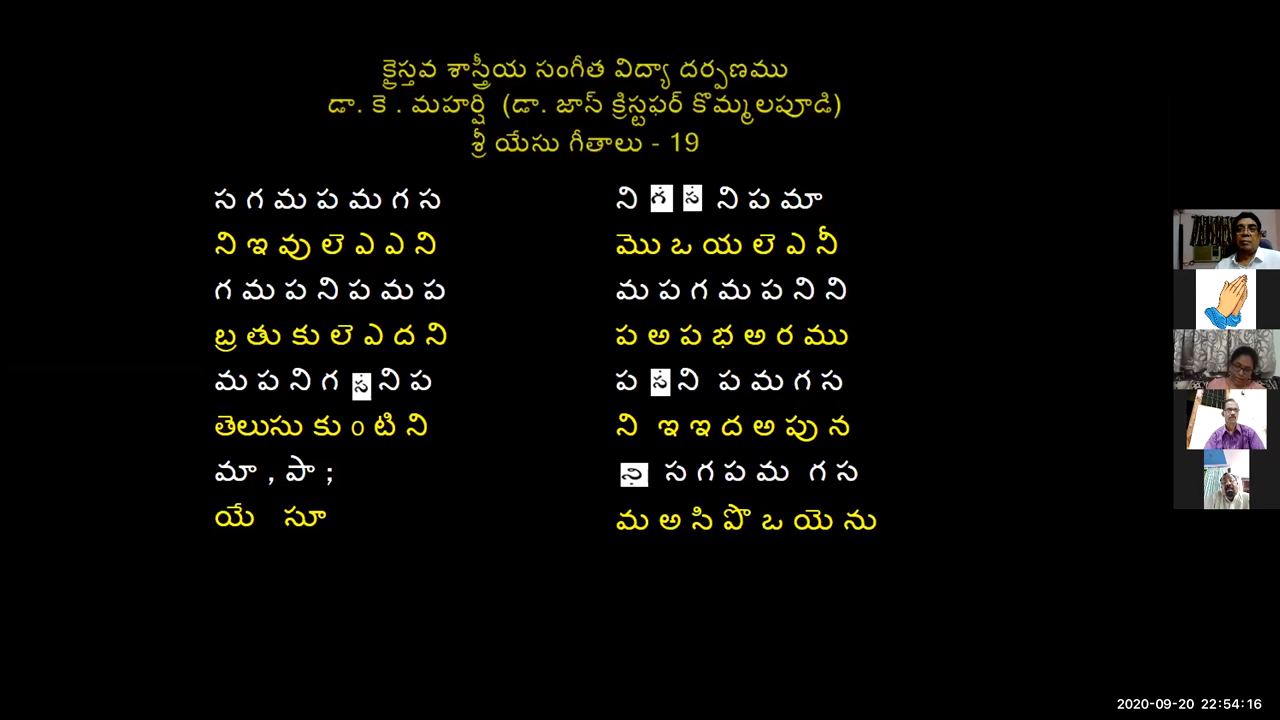 క్రైస్తవ శాస్త్రీయ సంగీత విద్యా దర్పణము
డా. కె . మహర్షి (డా. జాస్ క్రిస్టఫర్ కొమ్మలపూడి)
శ్రీ యేసు గీతాలు - 19
స గ మ ప మ గ స
ని ఇ వు లె ఎ ఎ ని
గ మ ప ని ప మ ప
బ్ర తు కు లె ఎ ద ని
మ ప ని గ స ని ప
తెలుసు కు ం టి ని
మా , పా ;
యే సూ
ని గ స ని ప మా
మొ ఒ య లె ఎ నీ
మ ప గ మ ప ని ని
ప అ ప భ అ ర ము
ప స ని ప మ గ స
ని ఇ ఇ ద అ పు న
ని స గ ప మ గ స
మ అ సి పొ ఒ యె ను
2020-09-20 22:54:16